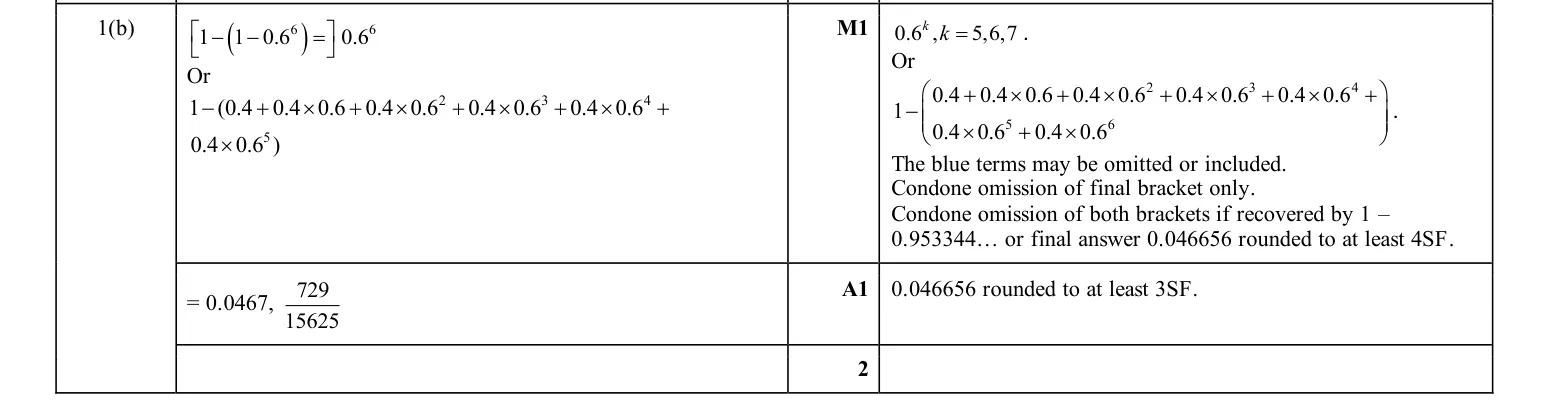 1(b)
[1−(1−0.6⁶)=] 0.6⁶
Or
1−(0.4+0.4×0.6+0.4×0.6²+0.4×0.6³+0.4×0.6⁴+
0.4×0.6⁵)
M1
0.6ᵏ, k = 5,6,7 .
Or
1−(0.4+0.4×0.6+0.4×0.6²+0.4×0.6³+0.4×0.6⁴+
0.4×0.6⁵+0.4×0.6⁶) .
The blue terms may be omitted or included.
Condone omission of final bracket only.
Condone omission of both brackets if recovered by 1 –
0.953344… or final answer 0.046656 rounded to at least 4SF.
= 0.0467, 729/15625
A1
0.046656 rounded to at least 3SF.
2